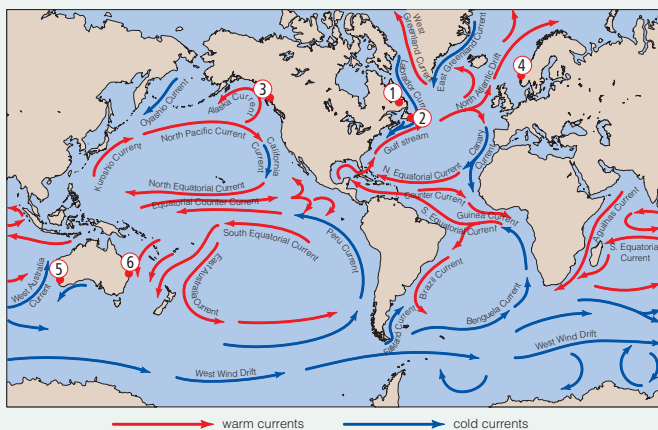 West
Greenland Current
East Greenland Current
Labrador Current
North Atlantic Drift
4
1
3
2
Alaska Current
Oyashio Current
North Pacific Current
Kuroshio Current
California
Current
Gulf stream
Canary
Current
N. Equatorial Current
North Equatorial Current
Equatorial Counter Current
Counter Current
Guinea Current
S. Equatorial Current
South Equatorial Current
East Australian
Current
Peru Current
Brazil Current
Benguela Current
Falkland Current
Agulhas Current
S. Equatorial
Current
West Australia
Current
5
6
West Wind Drift
West Wind Drift
warm currents
cold currents